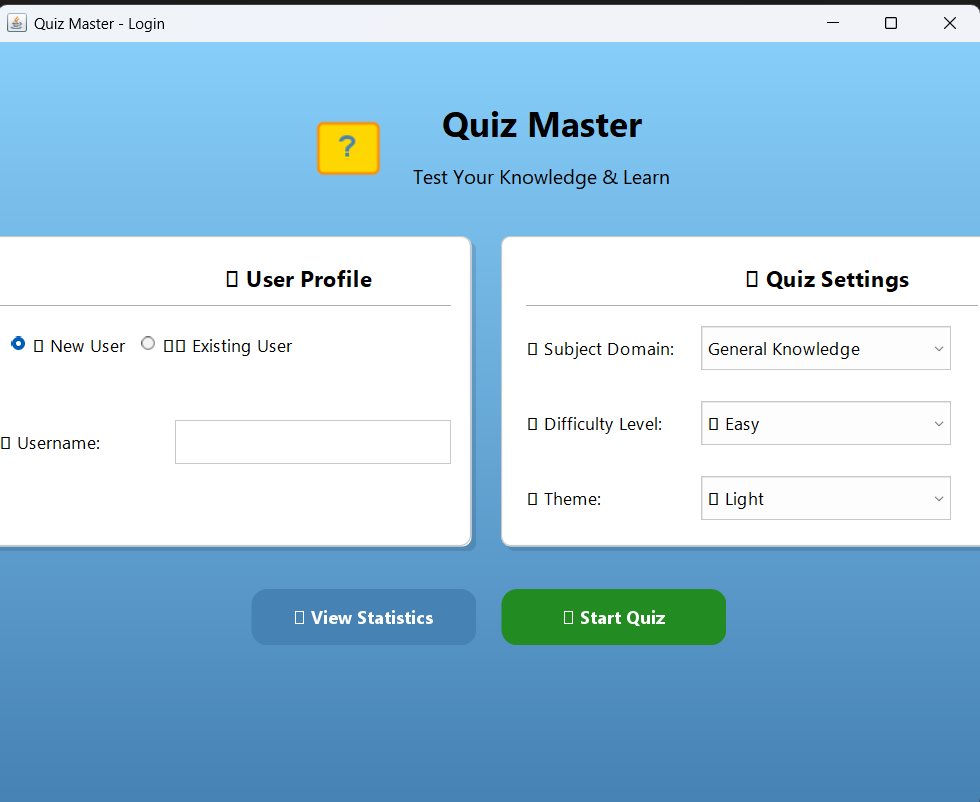 Quiz Master - Login
?
Quiz Master
Test Your Knowledge & Learn
▯ User Profile
▯ New User ▯▯ Existing User
▯ Username:
▯ Quiz Settings
▯ Subject Domain: General Knowledge
▯ Difficulty Level: ▯ Easy
▯ Theme: ▯ Light
▯ View Statistics
▯ Start Quiz